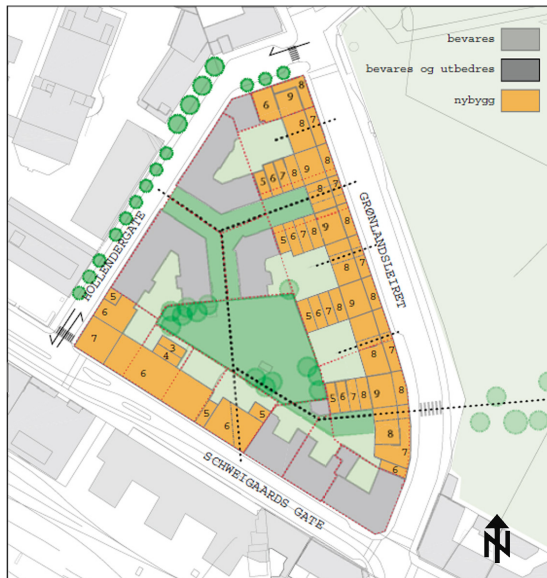 bevares
bevares og utbedres
nybygg
6 9 8
8 7
5 6 7 8 9
8 7
5 6 7 8 9 8
8 7
5 6 7 8 9 8
8 7
5 6 7 8 9 8
8
7
6
5
6
7
3
4
6
5
6
5
HOLLENDERGATE
GRØNLANDSLEIRET
SCHWEIGAARDS GATE
N